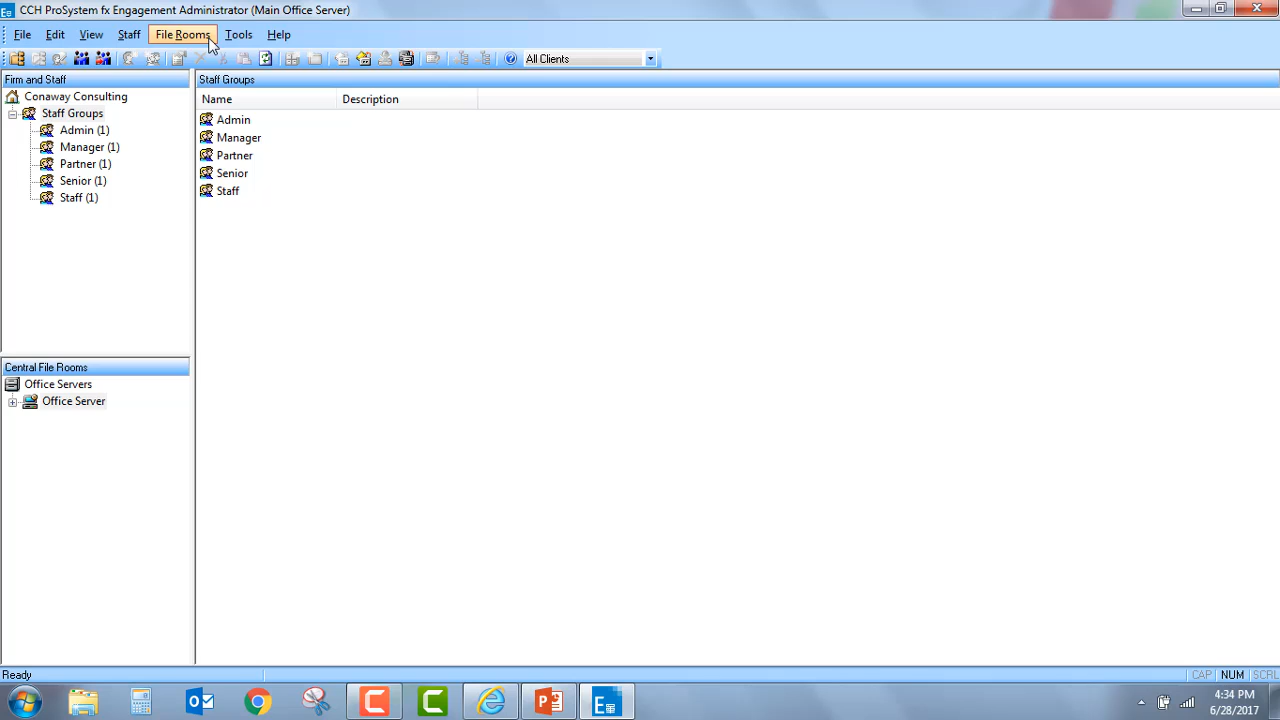 CCH ProSystem fx Engagement Administrator (Main Office Server)
File Edit View Staff File Rooms Tools Help
All Clients
Firm and Staff
Conaway Consulting
Staff Groups
Admin (1)
Manager (1)
Partner (1)
Senior (1)
Staff (1)
Staff Groups
Name Description
Admin
Manager
Partner
Senior
Staff
Central File Rooms
Office Servers
Office Server
Ready
CAP NUM SCRL
4:34 PM
6/28/2017